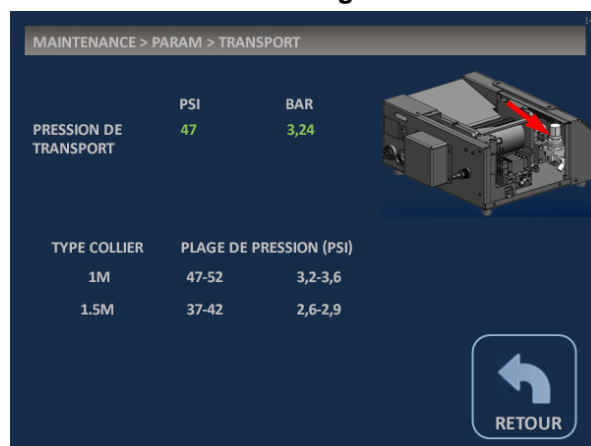 MAINTENANCE > PARAM > TRANSPORT
PSI BAR
PRESSION DE 47 3,24
TRANSPORT
TYPE COLLIER PLAGE DE PRESSION (PSI)
1M 47-52 3,2-3,6
1.5M 37-42 2,6-2,9
RETOUR